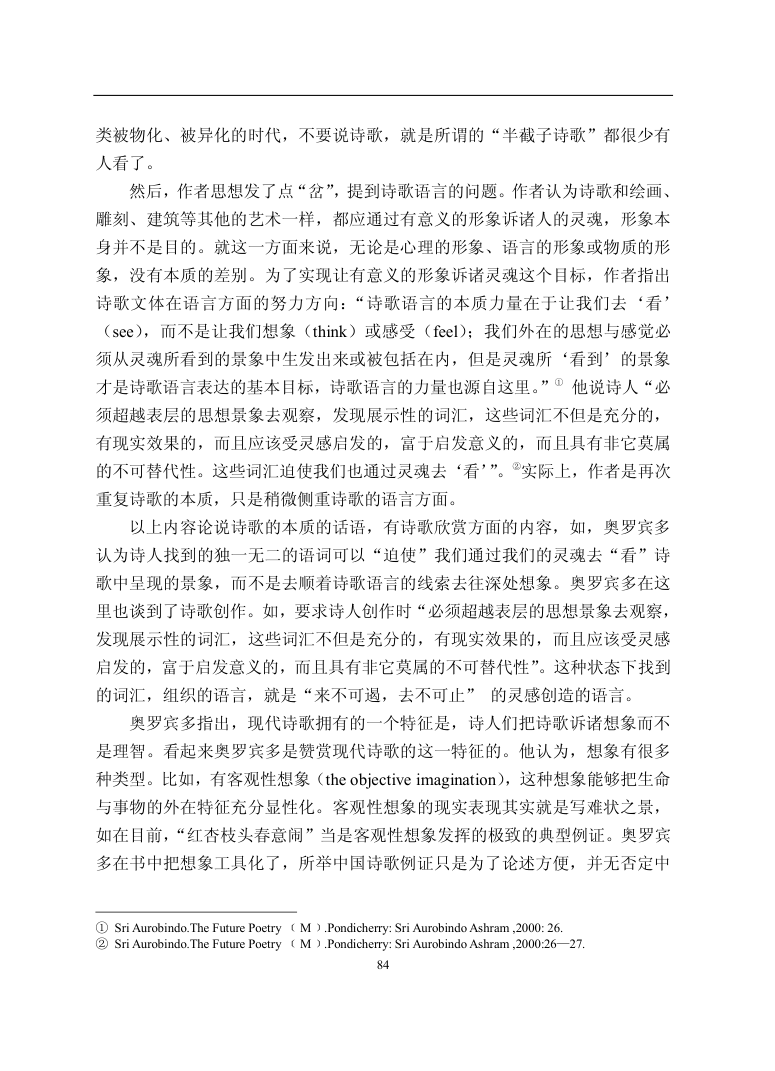 类被物化、被异化的时代，不要说诗歌，就是所谓的“半截子诗歌”都很少有
人看了。
然后，作者思想发了点“岔”，提到诗歌语言的问题。作者认为诗歌和绘画、
雕刻、建筑等其他的艺术一样，都应通过有意义的形象诉诸人的灵魂，形象本
身并不是目的。就这一方面来说，无论是心理的形象、语言的形象或物质的形
象，没有本质的差别。为了实现让有意义的形象诉诸灵魂这个目标，作者指出
诗歌文体在语言方面的努力方向：“诗歌语言的本质力量在于让我们去‘看’
（see），而不是让我们想象（think）或感受（feel）；我们外在的思想与感觉必
须从灵魂所看到的景象中生发出来或被包括在内，但是灵魂所‘看到’的景象
才是诗歌语言表达的基本目标，诗歌语言的力量也源自这里。”① 他说诗人“必
须超越表层的思想景象去观察，发现展示性的词汇，这些词汇不但是充分的，
有现实效果的，而且应该受灵感启发的，富于启发意义的，而且具有非它莫属
的不可替代性。这些词汇迫使我们也通过灵魂去‘看’”。②实际上，作者是再次
重复诗歌的本质，只是稍微侧重诗歌的语言方面。
以上内容论说诗歌的本质的话语，有诗歌欣赏方面的内容，如，奥罗宾多
认为诗人找到的独一无二的语词可以“迫使”我们通过我们的灵魂去“看”诗
歌中呈现的景象，而不是去顺着诗歌语言的线索去往深处想象。奥罗宾多在这
里也谈到了诗歌创作。如，要求诗人创作时“必须超越表层的思想景象去观察，
发现展示性的词汇，这些词汇不但是充分的，有现实效果的，而且应该受灵感
启发的，富于启发意义的，而且具有非它莫属的不可替代性”。这种状态下找到
的词汇，组织的语言，就是“来不可遏，去不可止” 的灵感创造的语言。
奥罗宾多指出，现代诗歌拥有的一个特征是，诗人们把诗歌诉诸想象而不
是理智。看起来奥罗宾多是赞赏现代诗歌的这一特征的。他认为，想象有很多
种类型。比如，有客观性想象（the objective imagination），这种想象能够把生命
与事物的外在特征充分显性化。客观性想象的现实表现其实就是写难状之景，
如在目前，“红杏枝头春意闹”当是客观性想象发挥的极致的典型例证。奥罗宾
多在书中把想象工具化了，所举中国诗歌例证只是为了论述方便，并无否定中
① Sri Aurobindo.The Future Poetry （M）.Pondicherry: Sri Aurobindo Ashram ,2000: 26.
② Sri Aurobindo.The Future Poetry （M）.Pondicherry: Sri Aurobindo Ashram ,2000:26—27.
84